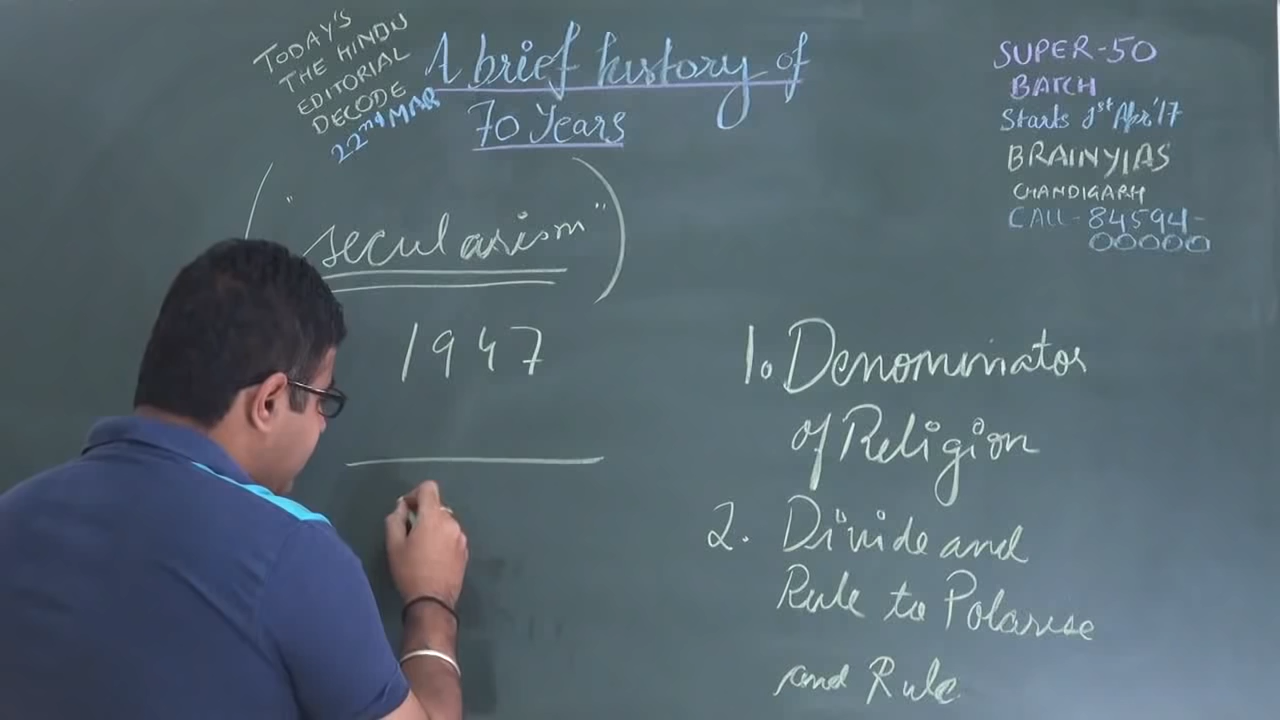 TODAY'S
THE HINDU
EDITORIAL
DECODE
22nd MAR
A brief history of
70 Years
"secularism"
1947
SUPER-50
BATCH
Starts 1st Apr'17
BRAINYIAS
CHANDIGARH
CALL - 84594-
00000
1. Denominator
of Religion
2. Divide and
Rule to Polarise
and Rule